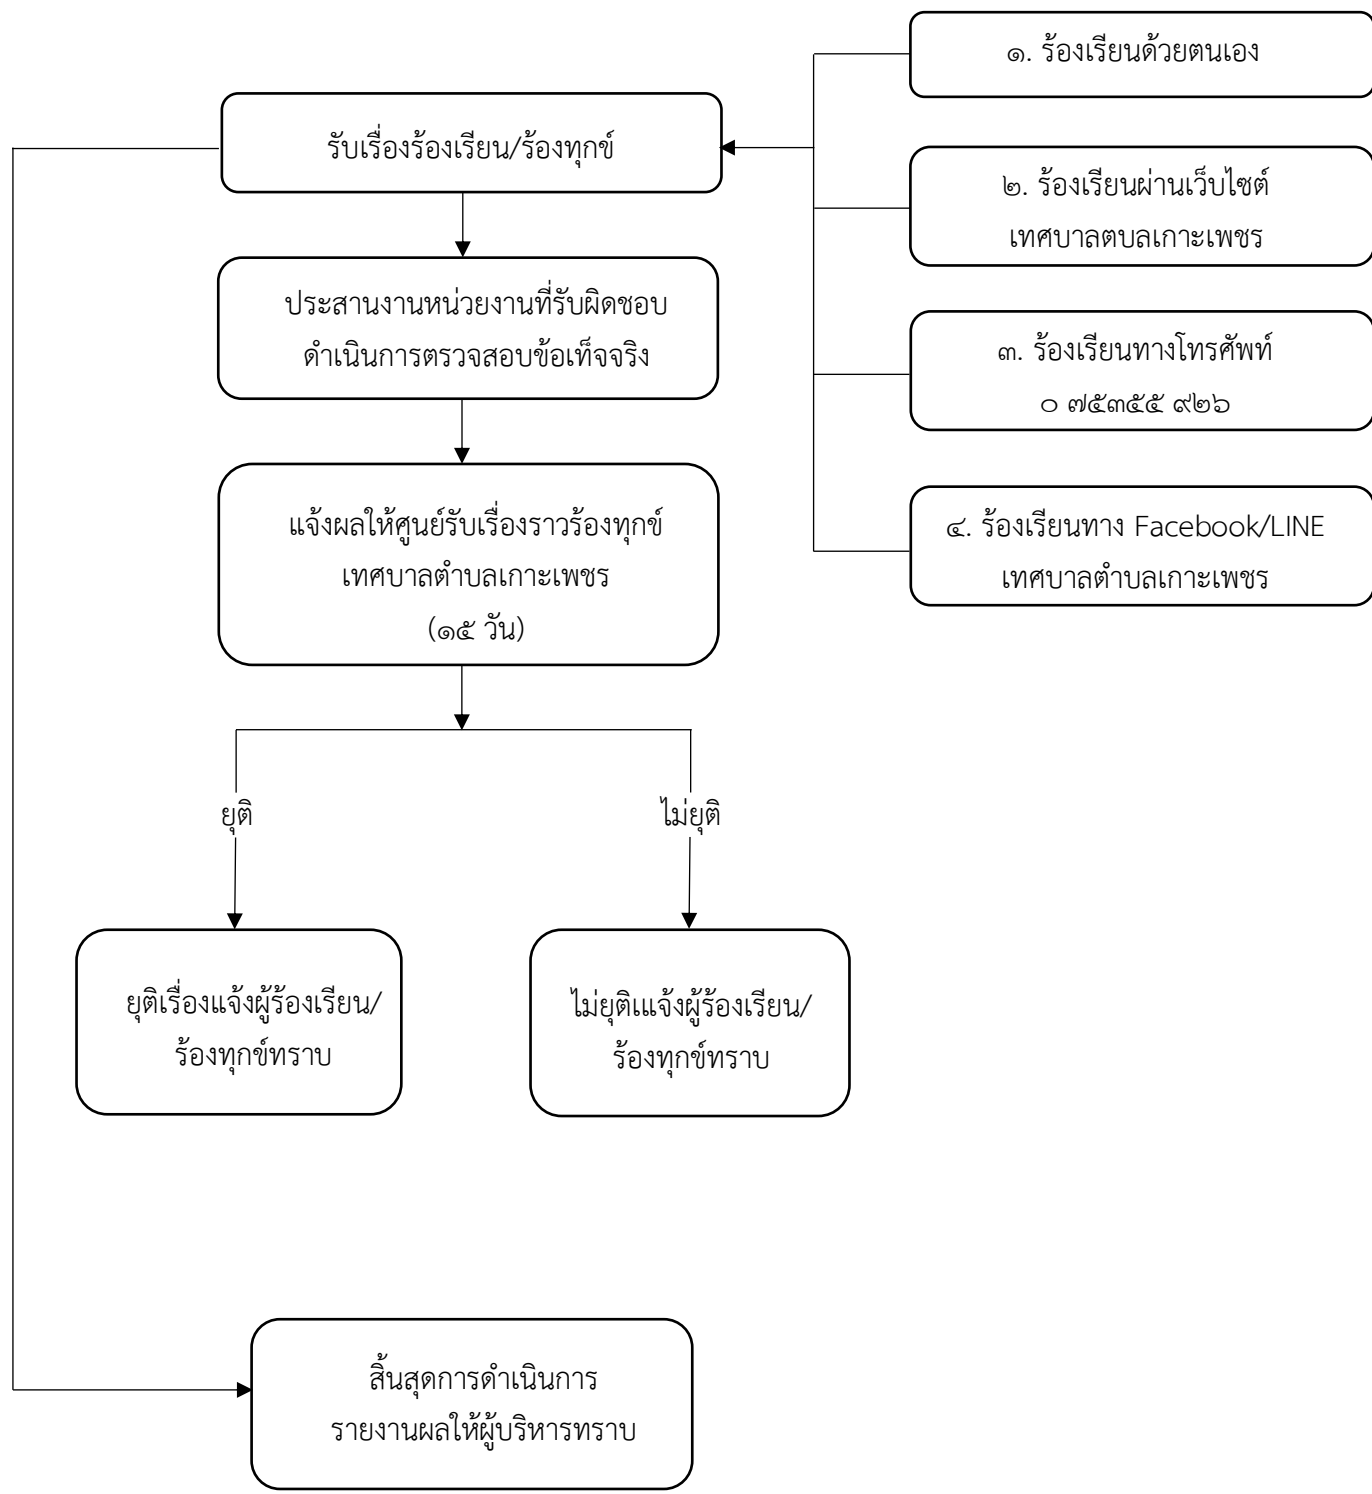 ๑. ร้องเรียนด้วยตนเอง
รับเรื่องร้องเรียน/ร้องทุกข์
๒. ร้องเรียนผ่านเว็บไซต์
เทศบาลตบลเกาะเพชร
ประสานงานหน่วยงานที่รับผิดชอบ
ดำเนินการตรวจสอบข้อเท็จจริง
๓. ร้องเรียนทางโทรศัพท์
๐ ๗๕๓๕๕ ๙๒๖
แจ้งผลให้ศูนย์รับเรื่องราวร้องทุกข์
เทศบาลตำบลเกาะเพชร
(๑๕ วัน)
๔. ร้องเรียนทาง Facebook/LINE
เทศบาลตำบลเกาะเพชร
ยุติ
ไม่ยุติ
ยุติเรื่องแจ้งผู้ร้องเรียน/
ร้องทุกข์ทราบ
ไม่ยุติแแจ้งผู้ร้องเรียน/
ร้องทุกข์ทราบ
สิ้นสุดการดำเนินการ
รายงานผลให้ผู้บริหารทราบ